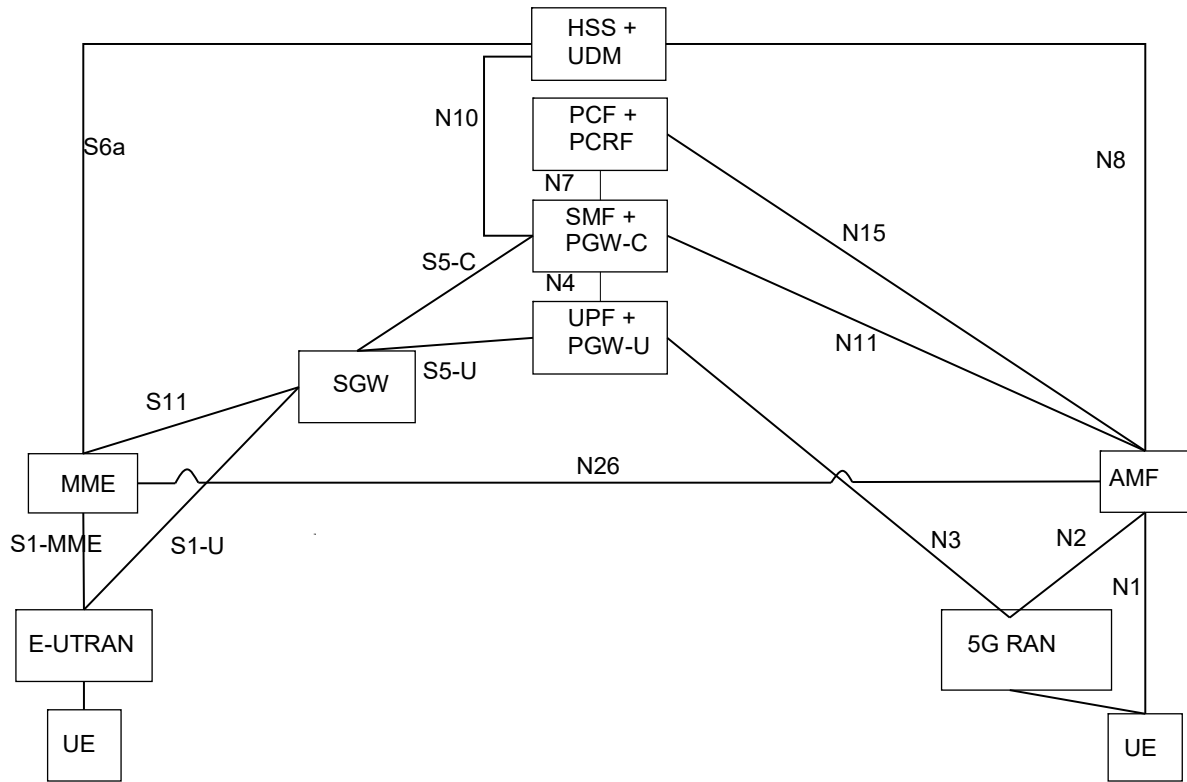 HSS +
UDM
N10
PCF +
PCRF
S6a
N8
N7
SMF +
PGW-C
N15
S5-C
N4
UPF +
PGW-U
N11
S5-U
SGW
S11
N26
MME
AMF
S1-MME
S1-U
N3
N2
N1
E-UTRAN
5G RAN
UE
UE